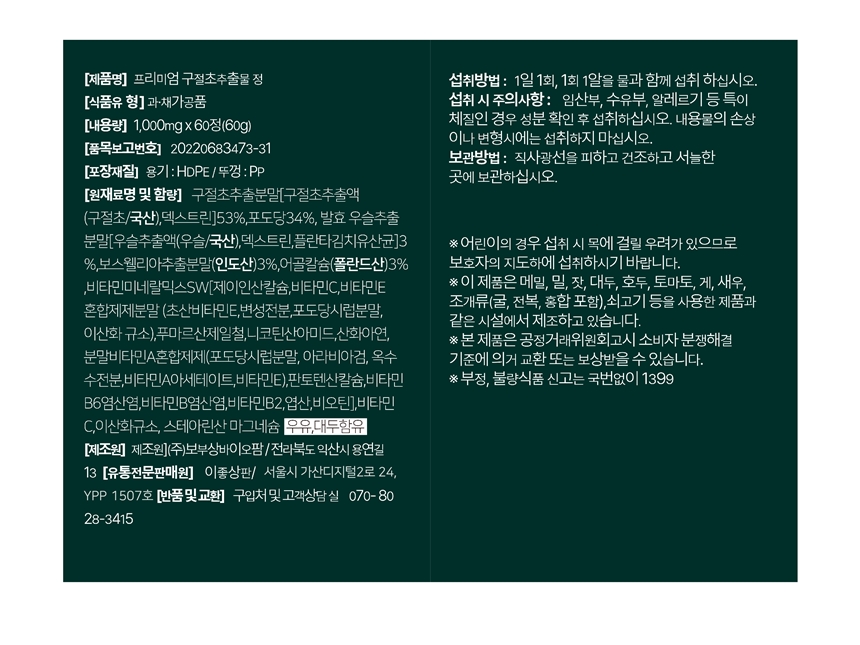 [제품명] 프리미엄 구절초추출물 정
[식품유 형] 과·채가공품
[내용량] 1,000mg x 60정(60g)
[품목보고번호] 20220683473-31
[포장재질] 용기 : HDPE / 뚜껑 : PP
[원재료명 및 함량] 구절초추출분말[구절초추출액
(구절초/국산),덱스트린]53%,포도당34%, 발효 우슬추출
분말[우슬추출액(우슬/국산),덱스트린,플란타김치유산균]3
%,보스웰리아추출분말(인도산)3%,어골칼슘(폴란드산)3%
,비타민미네랄믹스SW[제이인산칼슘,비타민C,비타민E
혼합제제분말 (초산비타민E,변성전분,포도당시럽분말,
이산화 규소),푸마르산제일철,니코틴산아미드,산화아연,
분말비타민A혼합제제(포도당시럽분말, 아라비아검, 옥수
수전분,비타민A아세테이트,비타민E),판토텐산칼슘,비타민
B6염산염,비타민B염산염,비타민B2,엽산,비오틴],비타민
C,이산화규소, 스테아린산 마그네슘 우유,대두함유
[제조원] 제조원](주)보부상바이오팜 / 전라북도 익산시 용연길
13 [유통전문판매원] 이좋상판/ 서울시 가산디지털2로 24,
YPP 1507호 [반품 및 교환] 구입처 및 고객상담 실 070- 80
28-3415
섭취방법 : 1일 1회, 1회 1알을 물과 함께 섭취 하십시오.
섭취 시 주의사항 : 임산부, 수유부, 알레르기 등 특이
체질인 경우 성분 확인 후 섭취하십시오. 내용물의 손상
이나 변형시에는 섭취하지 마십시오.
보관방법 : 직사광선을 피하고 건조하고 서늘한
곳에 보관하십시오.
※ 어린이의 경우 섭취 시 목에 걸릴 우려가 있으므로
보호자의 지도하에 섭취하시기 바랍니다.
※ 이 제품은 메밀, 밀, 잣, 대두, 호두, 토마토, 게, 새우,
조개류(굴, 전복, 홍합 포함),쇠고기 등을 사용한 제품과
같은 시설에서 제조하고 있습니다.
※ 본 제품은 공정거래위원회고시 소비자 분쟁해결
기준에 의거 교환 또는 보상받을 수 있습니다.
※ 부정, 불량식품 신고는 국번없이 1399